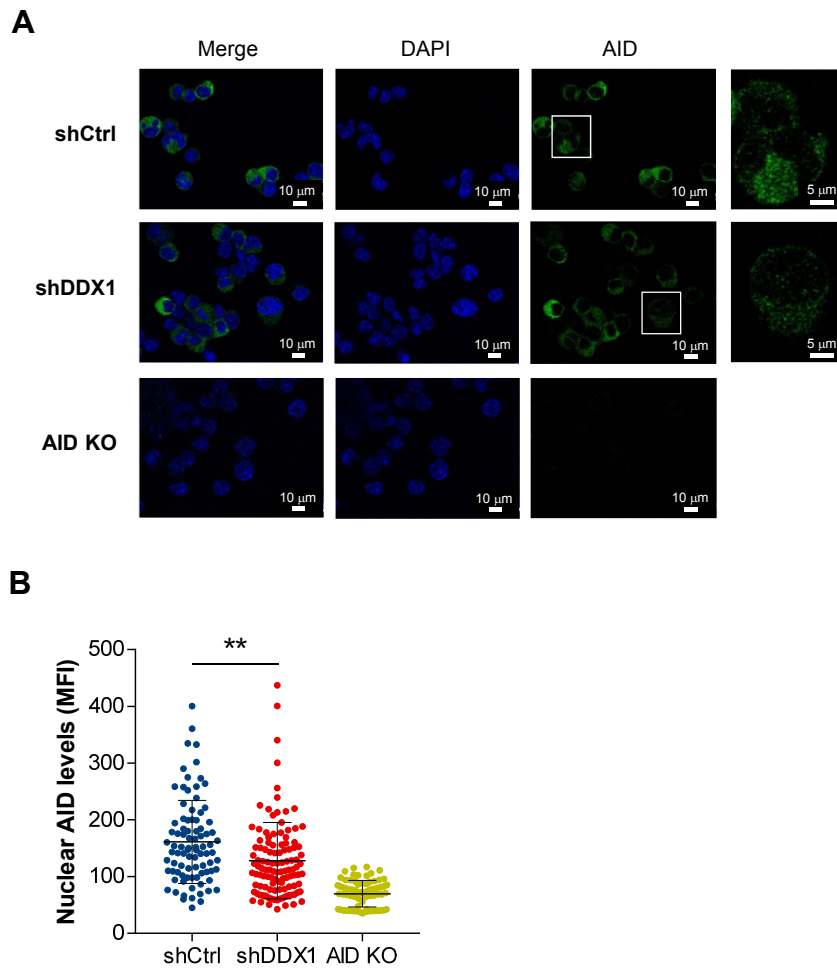 A
Merge DAPI AID
shCtrl
10 μm 10 μm 10 μm 5 μm
shDDX1
10 μm 10 μm 10 μm 5 μm
AID KO
10 μm 10 μm 10 μm
B
Nuclear AID levels (MFI)
500
**
400
300
200
100
0
shCtrl shDDX1 AID KO